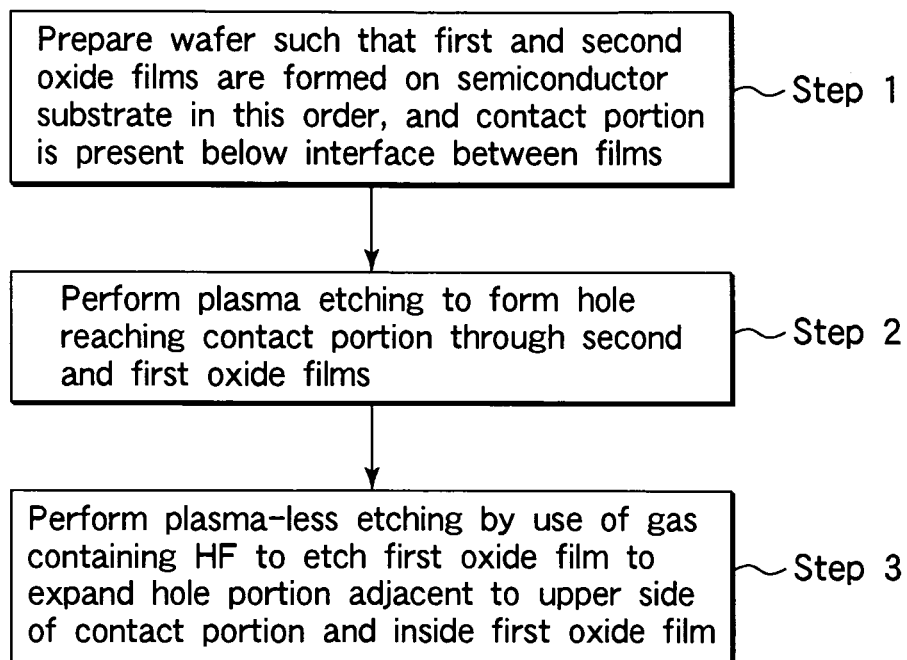 Prepare wafer such that first and second
oxide films are formed on semiconductor
substrate in this order, and contact portion
is present below interface between films
Step 1
Perform plasma etching to form hole
reaching contact portion through second
and first oxide films
Step 2
Perform plasma-less etching by use of gas
containing HF to etch first oxide film to
expand hole portion adjacent to upper side
of contact portion and inside first oxide film
Step 3